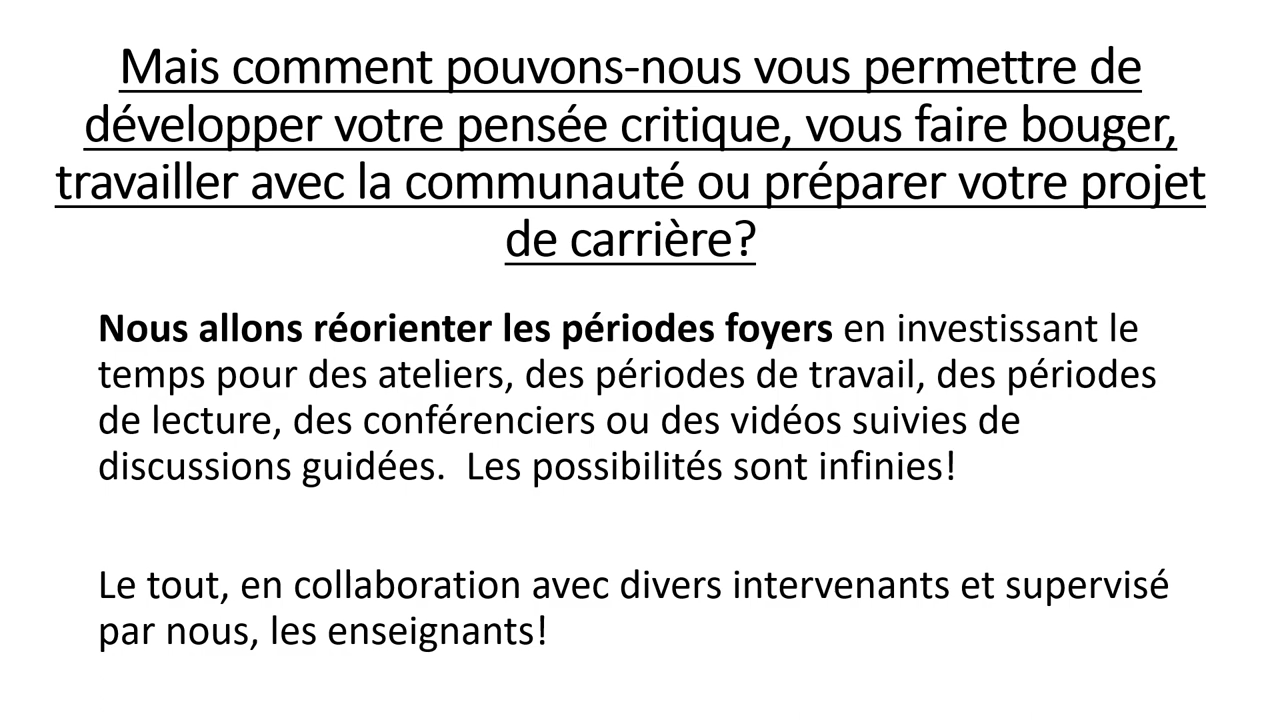 Mais comment pouvons-nous vous permettre de
développer votre pensée critique, vous faire bouger,
travailler avec la communauté ou préparer votre projet
de carrière?
Nous allons réorienter les périodes foyers en investissant le
temps pour des ateliers, des périodes de travail, des périodes
de lecture, des conférenciers ou des vidéos suivies de
discussions guidées.  Les possibilités sont infinies!
Le tout, en collaboration avec divers intervenants et supervisé
par nous, les enseignants!